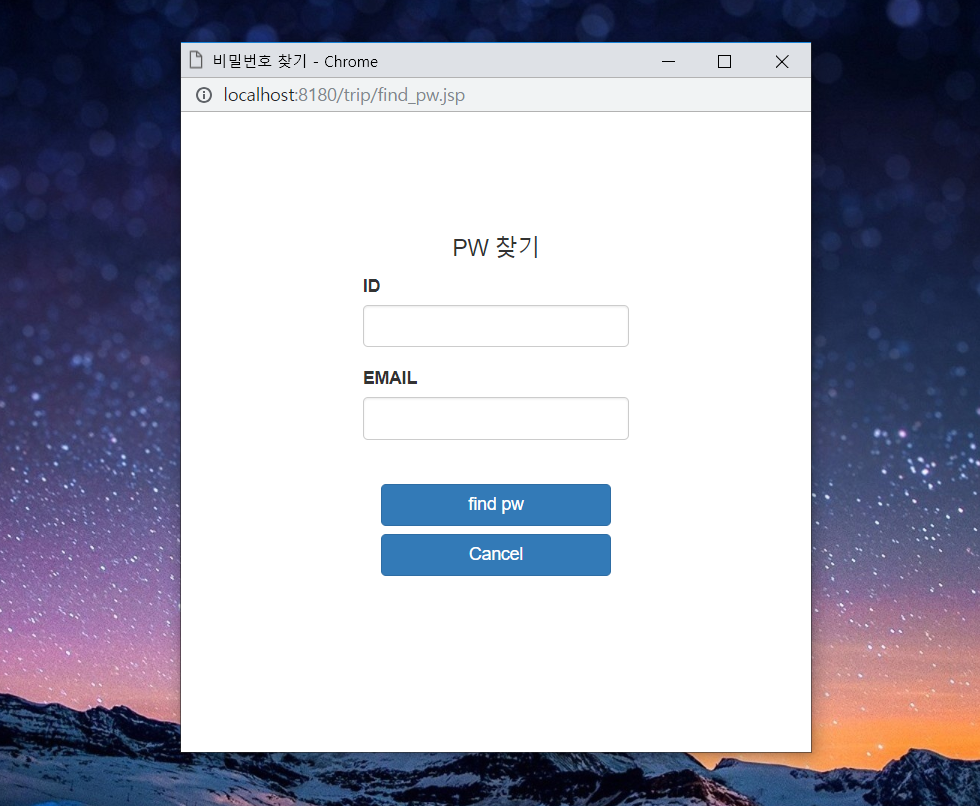 비밀번호 찾기 - Chrome
localhost:8180/trip/find_pw.jsp
PW 찾기
ID
EMAIL
find pw
Cancel